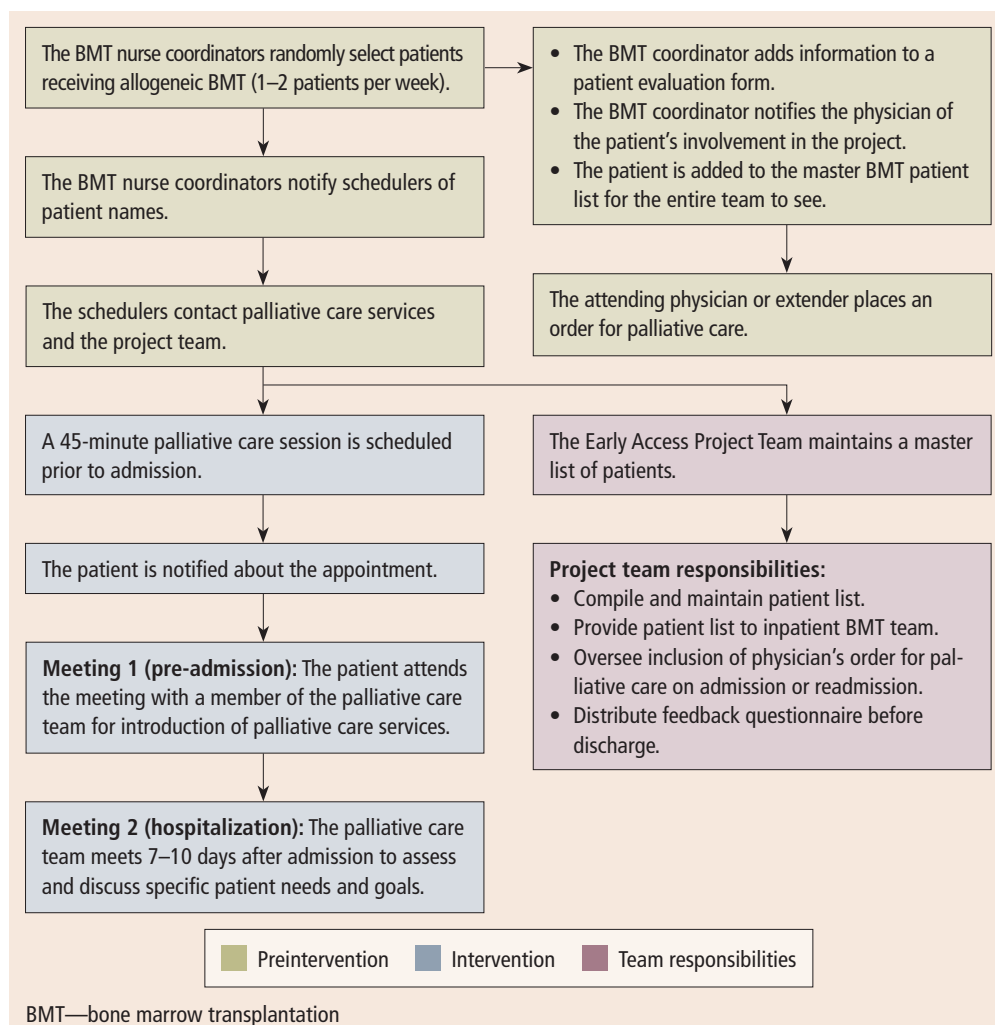 The BMT nurse coordinators randomly select patients
receiving allogeneic BMT (1–2 patients per week).
• The BMT coordinator adds information to a
patient evaluation form.
• The BMT coordinator notifies the physician of
the patient's involvement in the project.
• The patient is added to the master BMT patient
list for the entire team to see.
The BMT nurse coordinators notify schedulers of
patient names.
The schedulers contact palliative care services
and the project team.
The attending physician or extender places an
order for palliative care.
A 45-minute palliative care session is scheduled
prior to admission.
The Early Access Project Team maintains a master
list of patients.
The patient is notified about the appointment.
Project team responsibilities:
• Compile and maintain patient list.
• Provide patient list to inpatient BMT team.
• Oversee inclusion of physician's order for pal-
liative care on admission or readmission.
• Distribute feedback questionnaire before
discharge.
Meeting 1 (pre-admission): The patient attends
the meeting with a member of the palliative care
team for introduction of palliative care services.
Meeting 2 (hospitalization): The palliative care
team meets 7–10 days after admission to assess
and discuss specific patient needs and goals.
Preintervention Intervention Team responsibilities
BMT—bone marrow transplantation